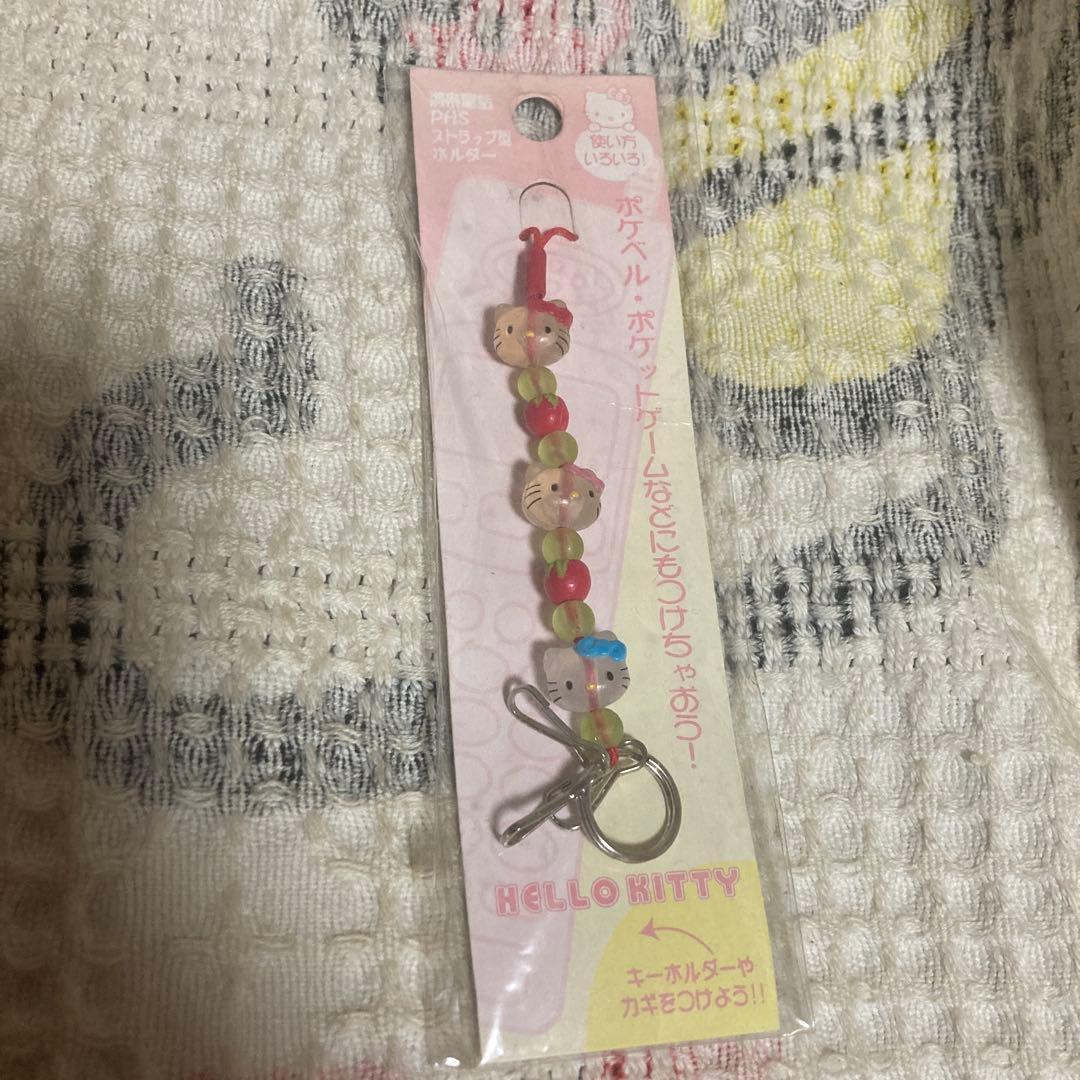 携帯電話
PHS
ストラップ型
ホルダー
使い方
いろいろ!
ポケベル・ポケットゲームなどにもつけちゃおう!
HELLO KITTY
キーホルダーや
カギをつけよう!!